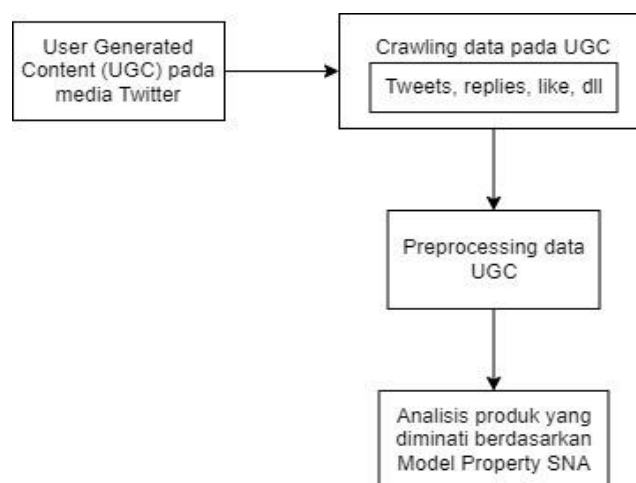 User Generated
Content (UGC) pada
media Twitter
Crawling data pada UGC
Tweets, replies, like, dll
Preprocessing data
UGC
Analisis produk yang
diminati berdasarkan
Model Property SNA